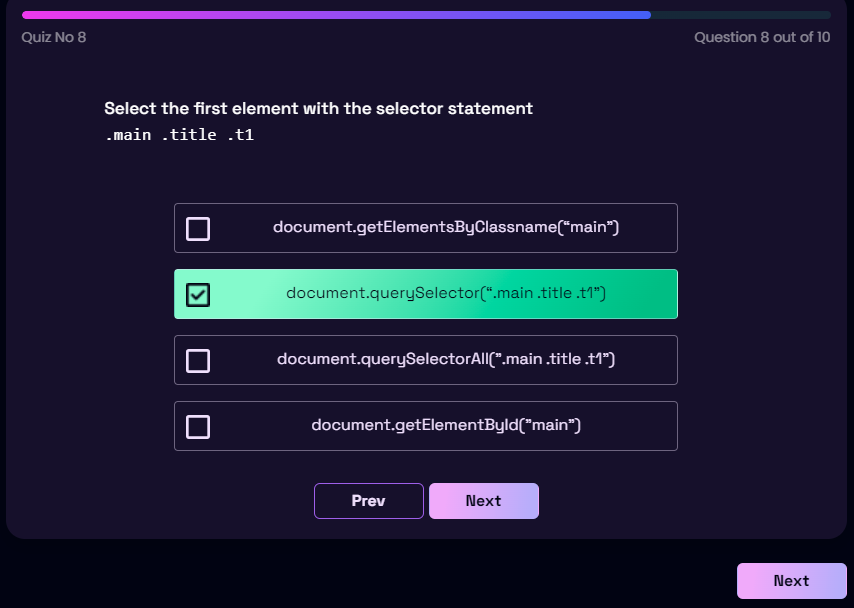 Quiz No 8
Question 8 out of 10
Select the first element with the selector statement
.main .title .t1
document.getElementsByClassname(“main”)
document.querySelector(“.main .title .t1”)
document.querySelectorAll(”.main .title .t1”)
document.getElementById(”main”)
Prev
Next
Next